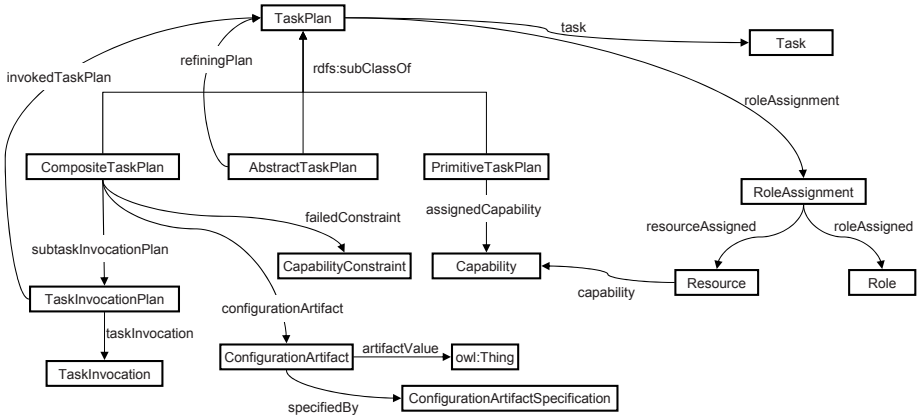 TaskPlan
task
Task
refiningPlan
rdfs:subClassOf
invokedTaskPlan
roleAssignment
CompositeTaskPlan
AbstractTaskPlan
PrimitiveTaskPlan
RoleAssignment
failedConstraint
assignedCapability
resourceAssigned
roleAssigned
subtaskInvocationPlan
CapabilityConstraint
Capability
capability
Resource
Role
TaskInvocationPlan
configurationArtifact
taskInvocation
ConfigurationArtifact
artifactValue
owl:Thing
TaskInvocation
specifiedBy
ConfigurationArtifactSpecification